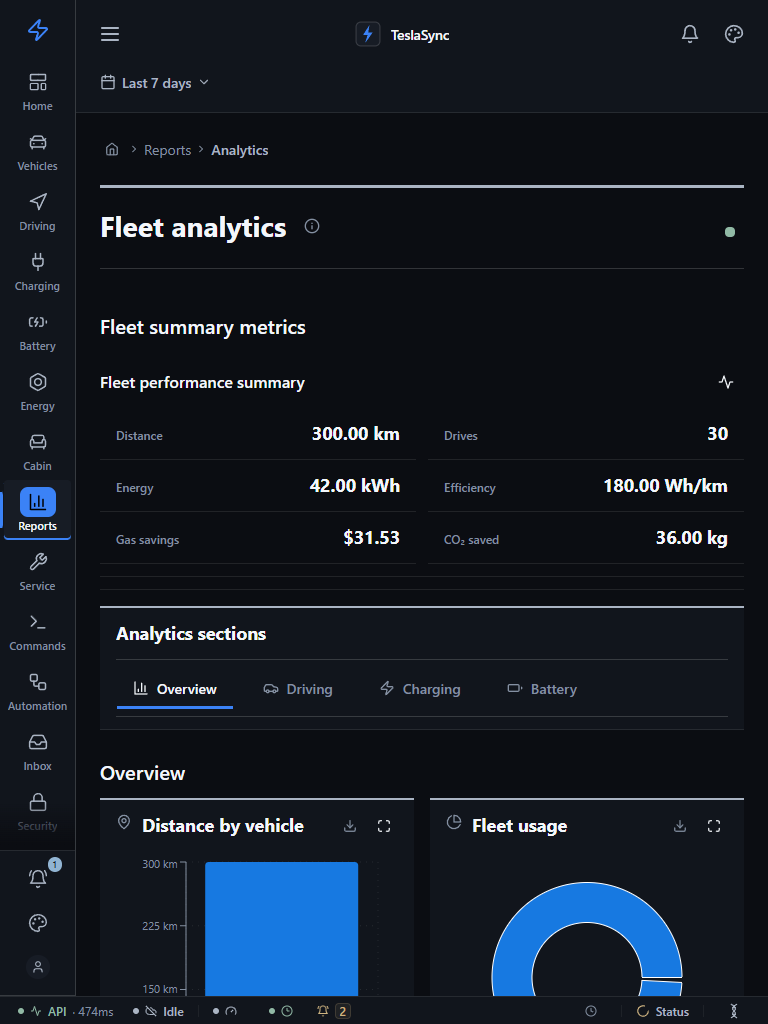 TeslaSync
Last 7 days
Home
Vehicles
Driving
Charging
Battery
Energy
Cabin
Reports
Service
Commands
Automation
Inbox
Security
1
Reports
Analytics
Fleet analytics
Fleet summary metrics
Fleet performance summary
Distance 300.00 km
Drives 30
Energy 42.00 kWh
Efficiency 180.00 Wh/km
Gas savings $31.53
CO₂ saved 36.00 kg
Analytics sections
Overview Driving Charging Battery
Overview
Distance by vehicle
300 km
225 km
150 km
Fleet usage
API · 474ms Idle 2 Status